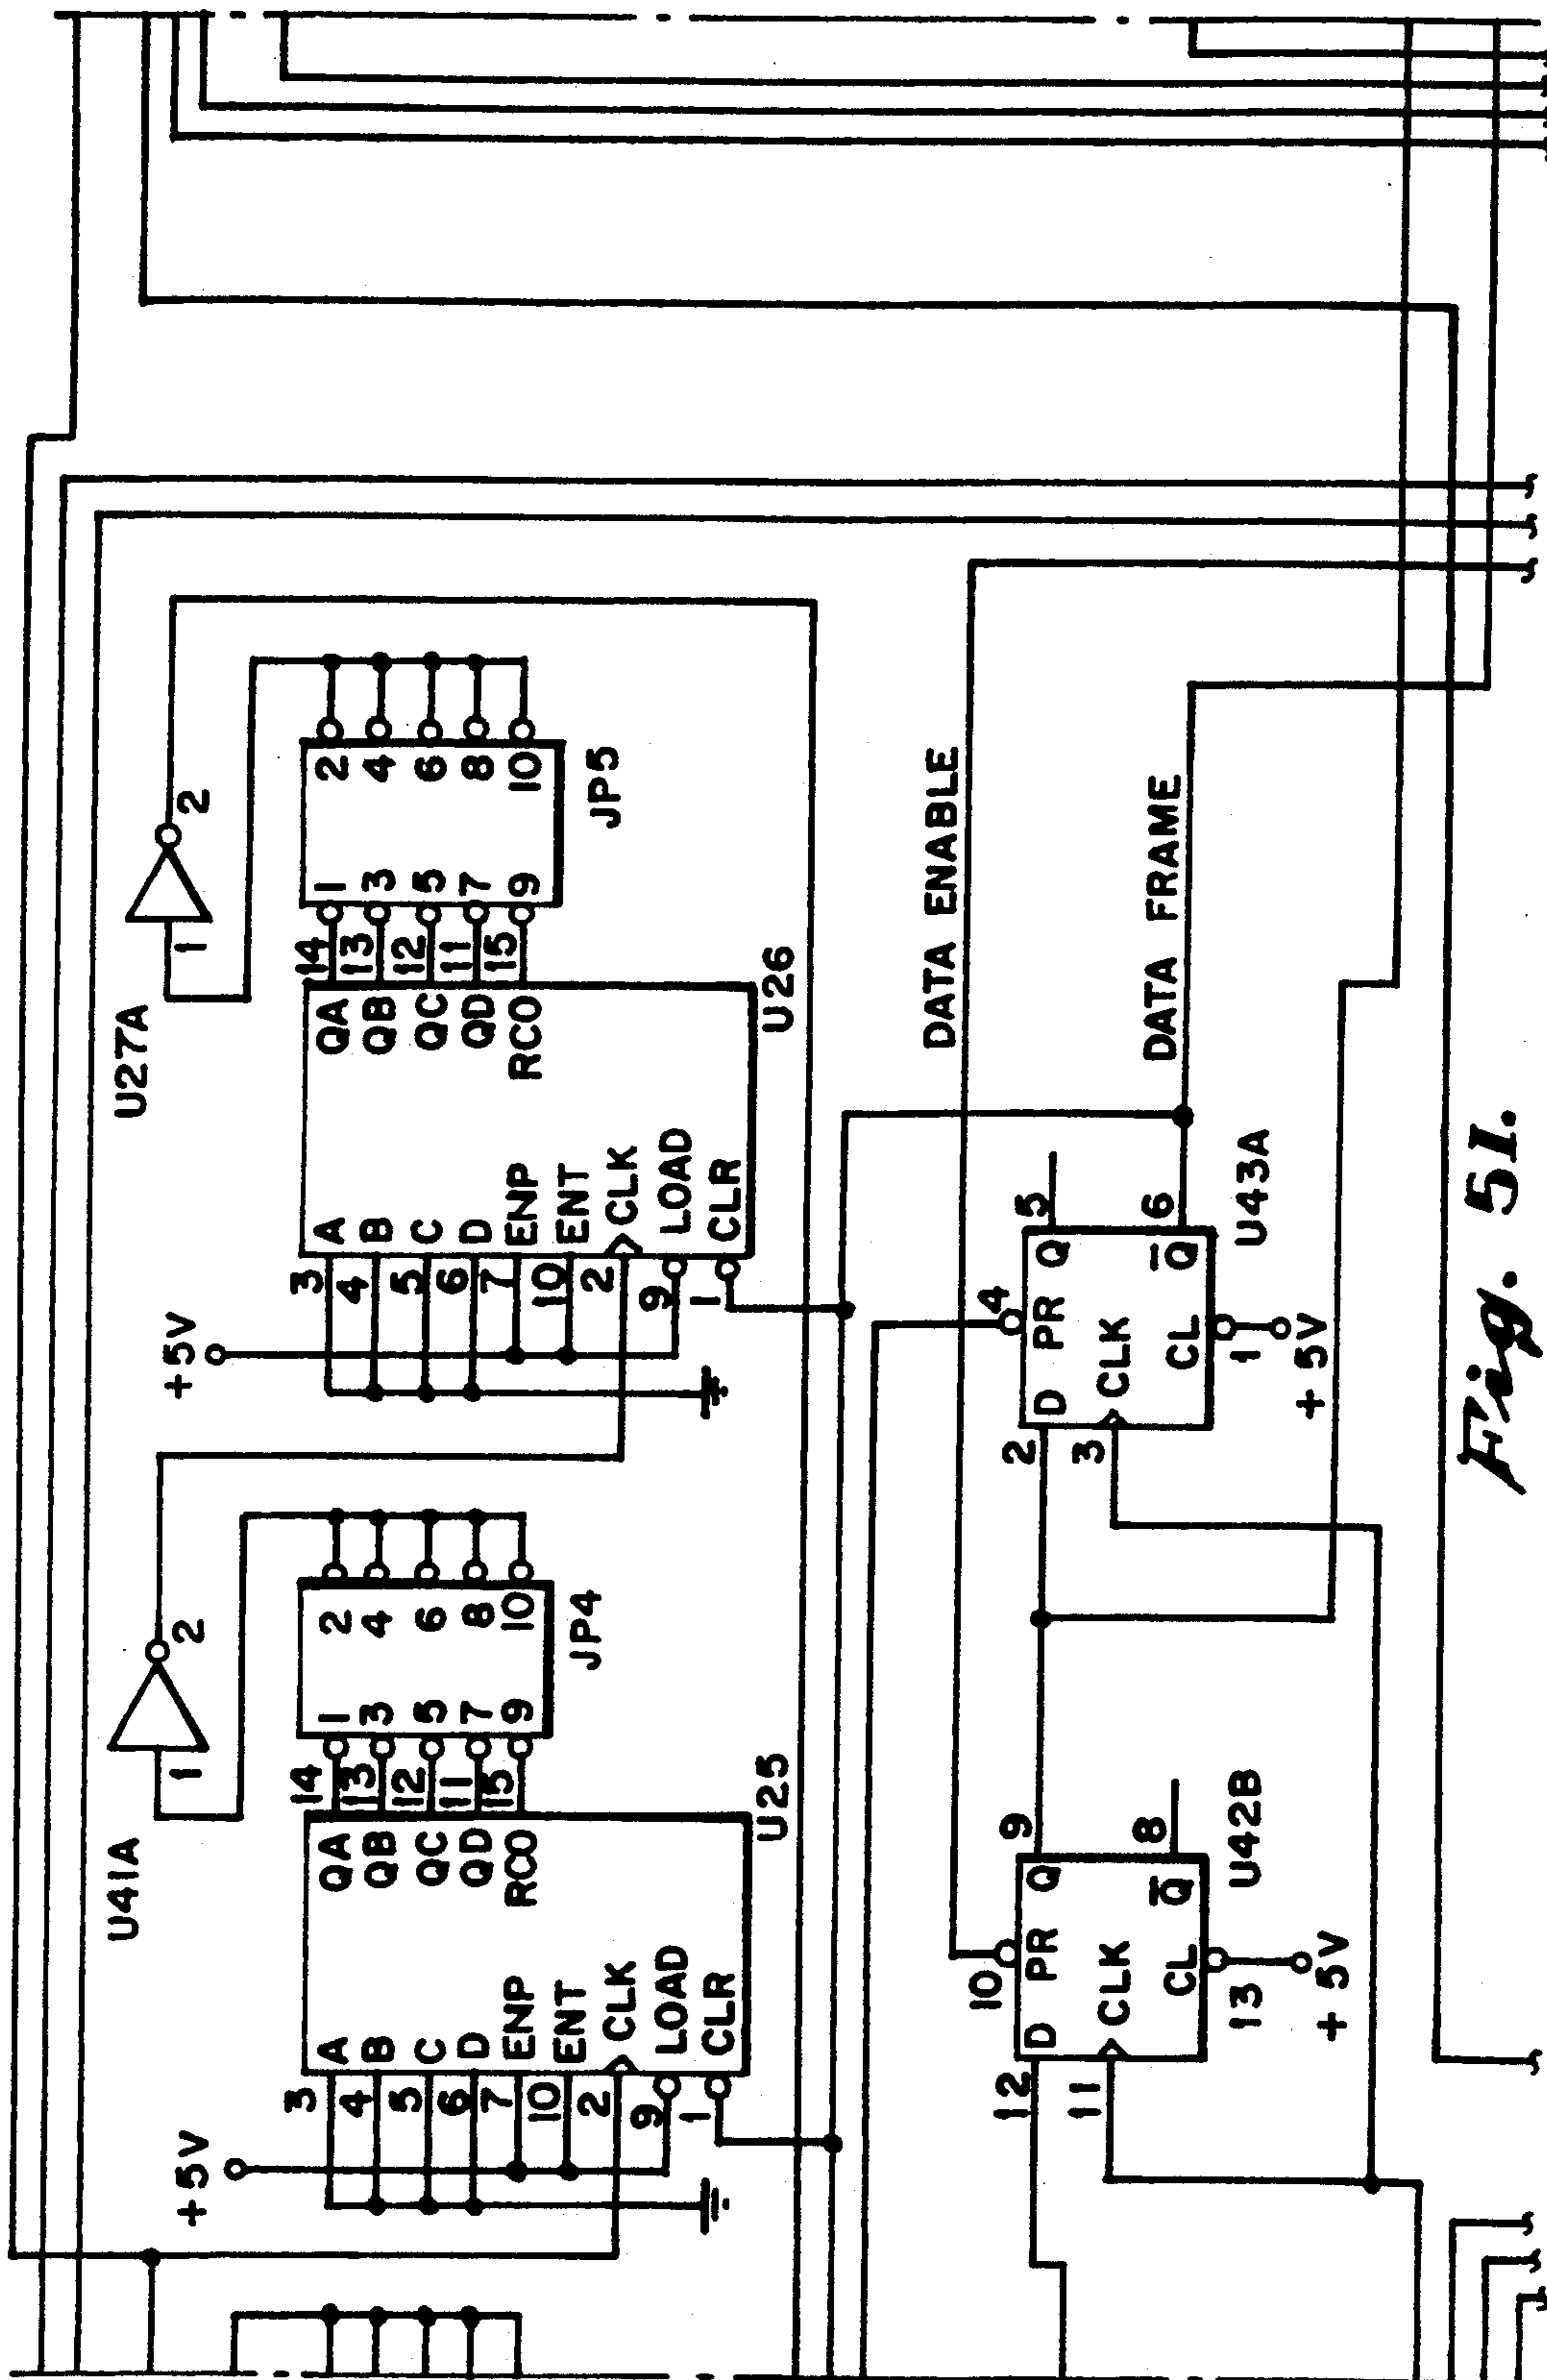 U41A
1 2
U27A
1 2
+5V
3 A QA 14 1 2
4 B QB 13 3 4
5 C QC 12 5 6
6 D QD 11 7 8
7 ENP RCO 15 9 10
10 ENT
2 CLK
9 LOAD
1 CLR
U25
JP4
+5V
3 A QA 14 1 2
4 B QB 13 3 4
5 C QC 12 5 6
6 D QD 11 7 8
7 ENP RCO 15 9 10
10 ENT
2 CLK
9 LOAD
1 CLR
U26
JP5
DATA ENABLE
DATA FRAME
10
12 D PR Q 9
11 CLK
CL Q̅ 8
13
+5V
U42B
4
2 D PR Q 5
3 CLK
CL Q̅ 6
1
+5V
U43A
Fig. 51.